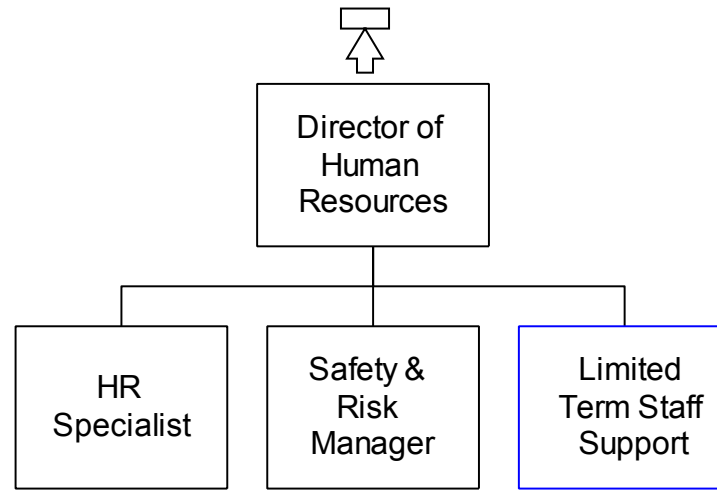 Director of
Human
Resources
HR
Specialist
Safety &
Risk
Manager
Limited
Term Staff
Support